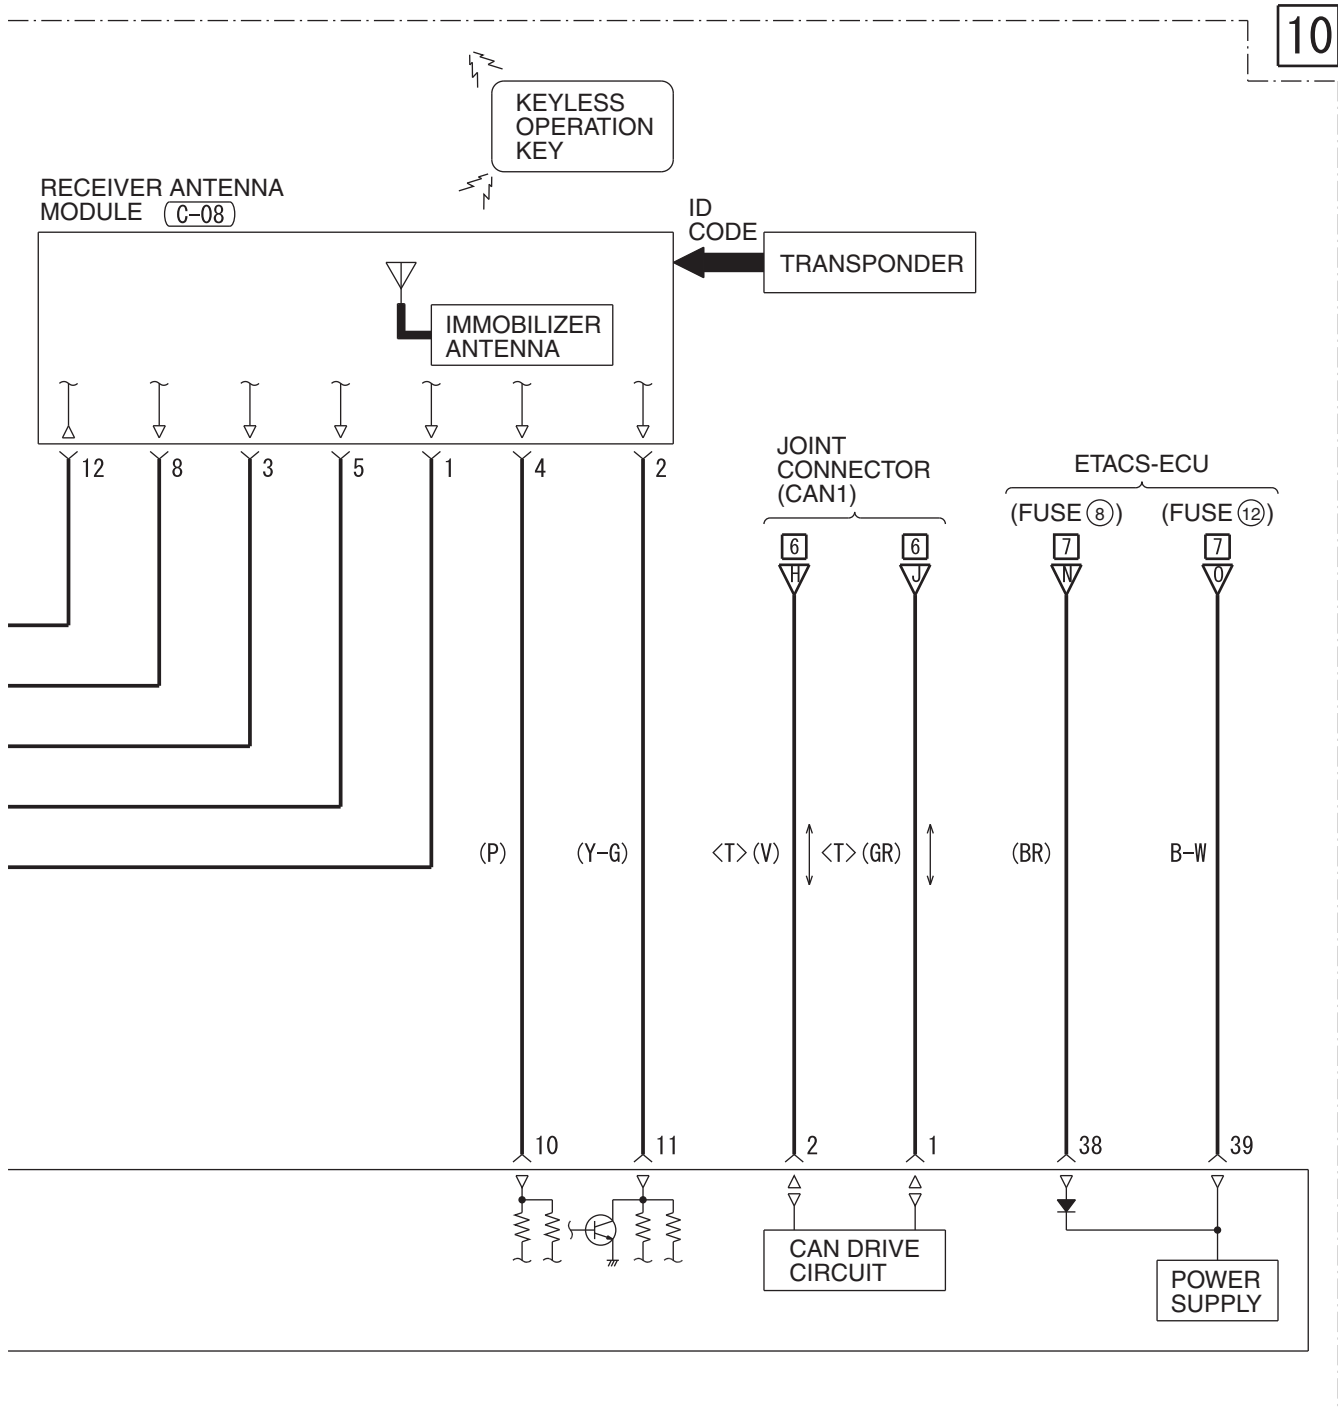 10
KEYLESS
OPERATION
KEY
RECEIVER ANTENNA
MODULE C-08
ID
CODE
TRANSPONDER
IMMOBILIZER
ANTENNA
12 8 3 5 1 4 2
JOINT
CONNECTOR
(CAN1)
ETACS-ECU
(FUSE 8) (FUSE 12)
6 6 7 7
H J N O
(P) (Y-G) <T>(V) <T>(GR) (BR) B-W
10 11 2 1 38 39
CAN DRIVE
CIRCUIT
POWER
SUPPLY